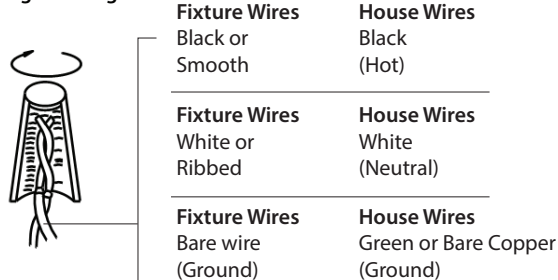 Fixture Wires House Wires
Black or Black
Smooth (Hot)
Fixture Wires House Wires
White or White
Ribbed (Neutral)
Fixture Wires House Wires
Bare wire Green or Bare Copper
(Ground) (Ground)